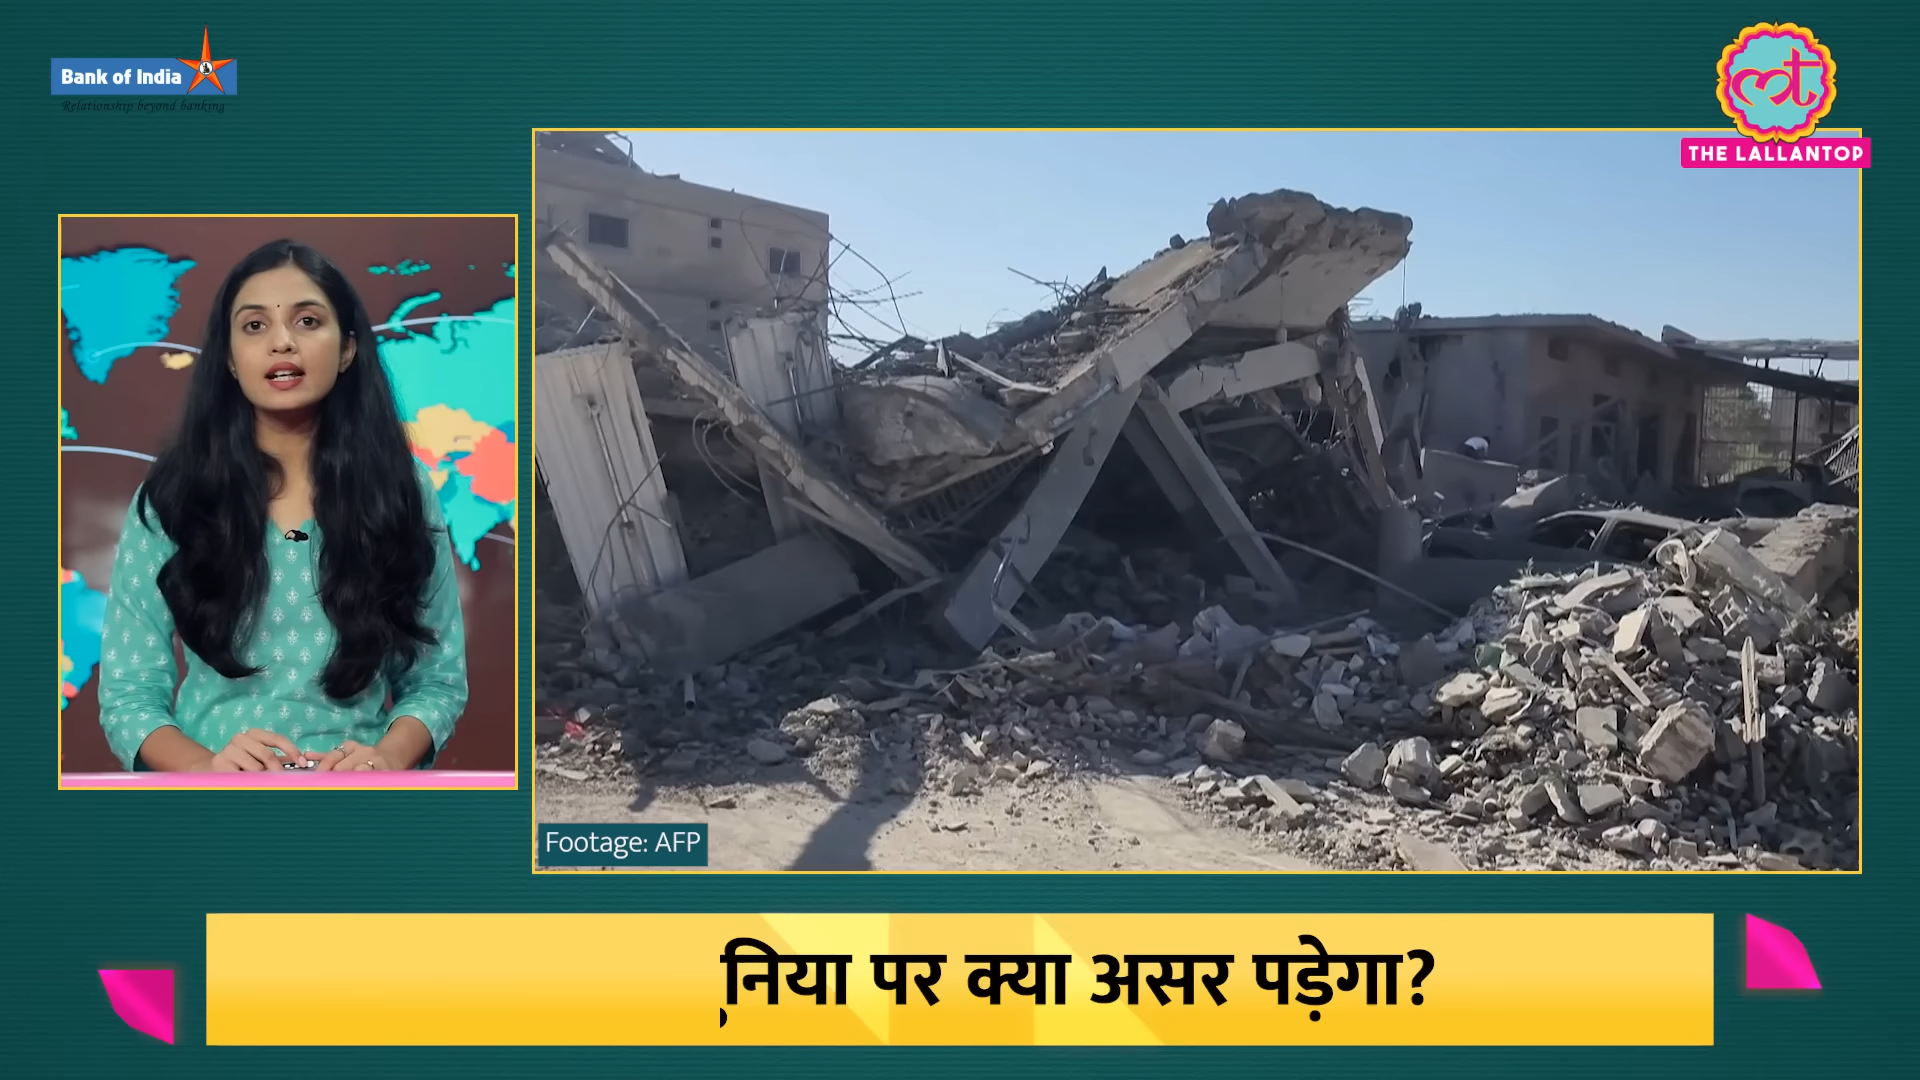 Bank of India
Relationship beyond banking
THE LALLANTOP
Footage: AFP
निया पर क्या असर पड़ेगा?